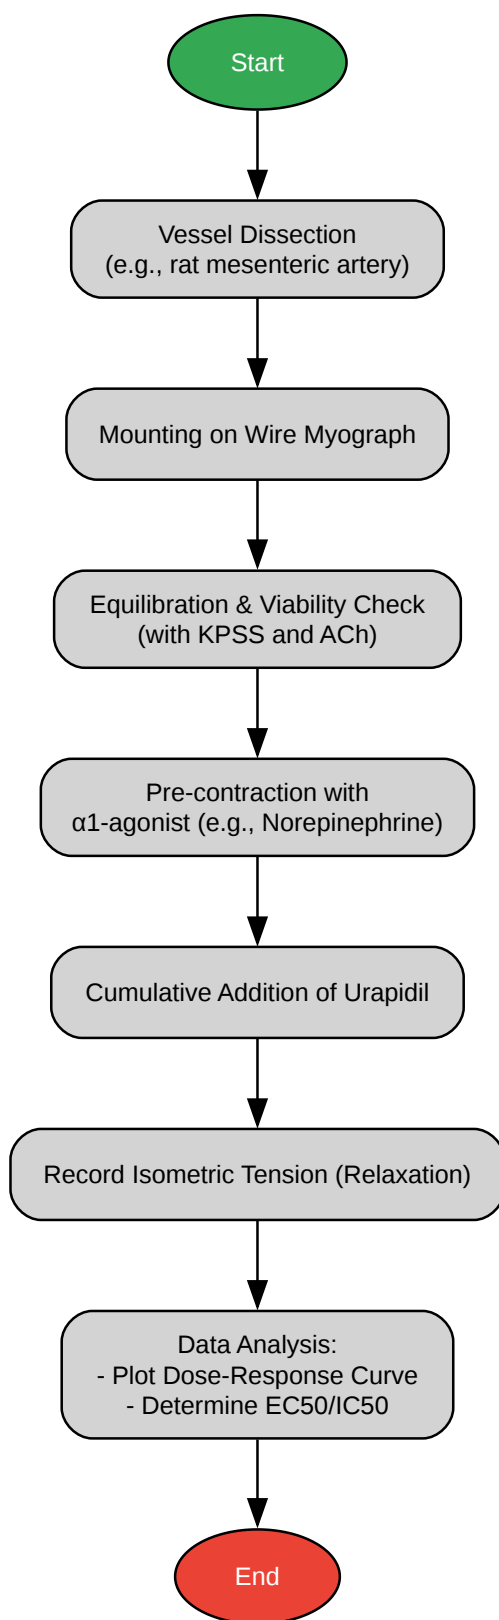 Start
Vessel Dissection
(e.g., rat mesenteric artery)
Mounting on Wire Myograph
Equilibration & Viability Check
(with KPSS and ACh)
Pre-contraction with
α1-agonist (e.g., Norepinephrine)
Cumulative Addition of Urapidil
Record Isometric Tension (Relaxation)
Data Analysis:
- Plot Dose-Response Curve
- Determine EC50/IC50
End